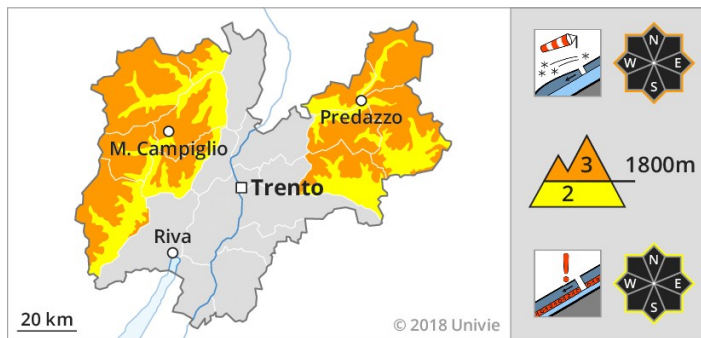 Predazzo
M. Campiglio
Trento
Riva
20 km
© 2018 Univie
N
W E
S
3 1800m
2
N
W E
S